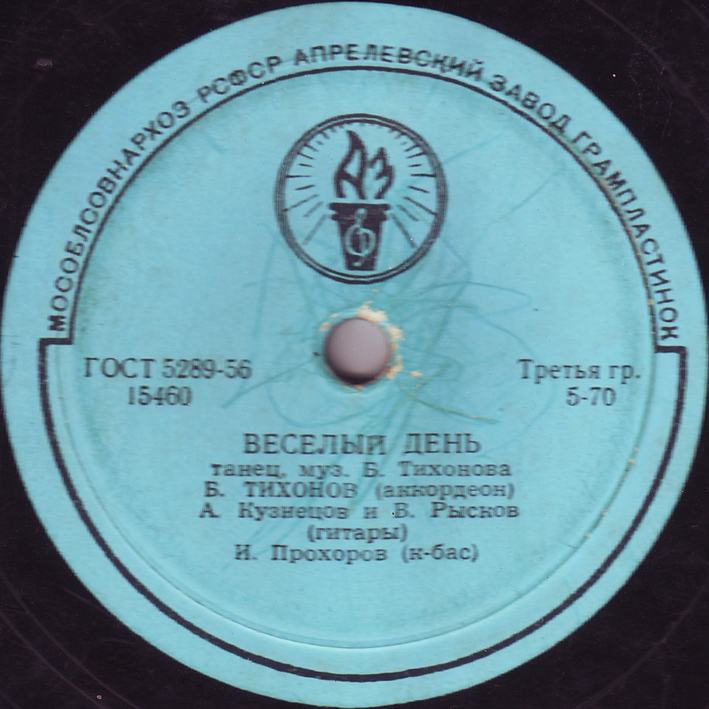 МОСОБЛСОВНАРХОЗ РСФСР АПРЕЛЕВСКИЙ ЗАВОД ГРАМПЛАСТИНОК
АЗ
ГОСТ 5289-56
15460
Третья гр.
5-70
ВЕСЕЛЫЙ ДЕНЬ
танец, муз. Б. Тихонова
Б. ТИХОНОВ (аккордеон)
А. Кузнецов и В. Рысков
(гитары)
И. Прохоров (к-бас)